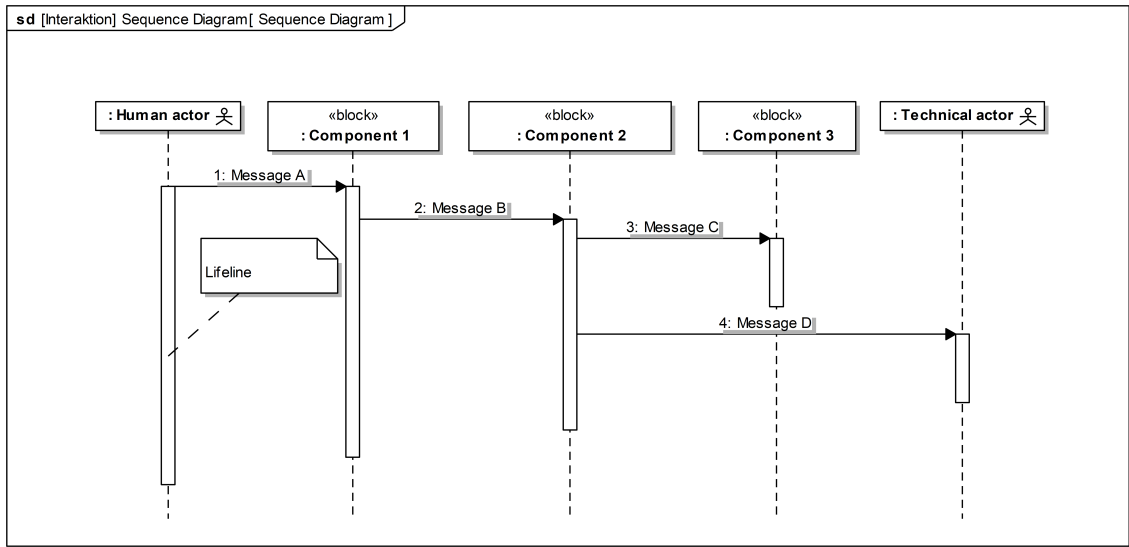 sd [Interaktion] Sequence Diagram[ Sequence Diagram ]
: Human actor
«block»
: Component 1
«block»
: Component 2
«block»
: Component 3
: Technical actor
1: Message A
2: Message B
3: Message C
Lifeline
4: Message D